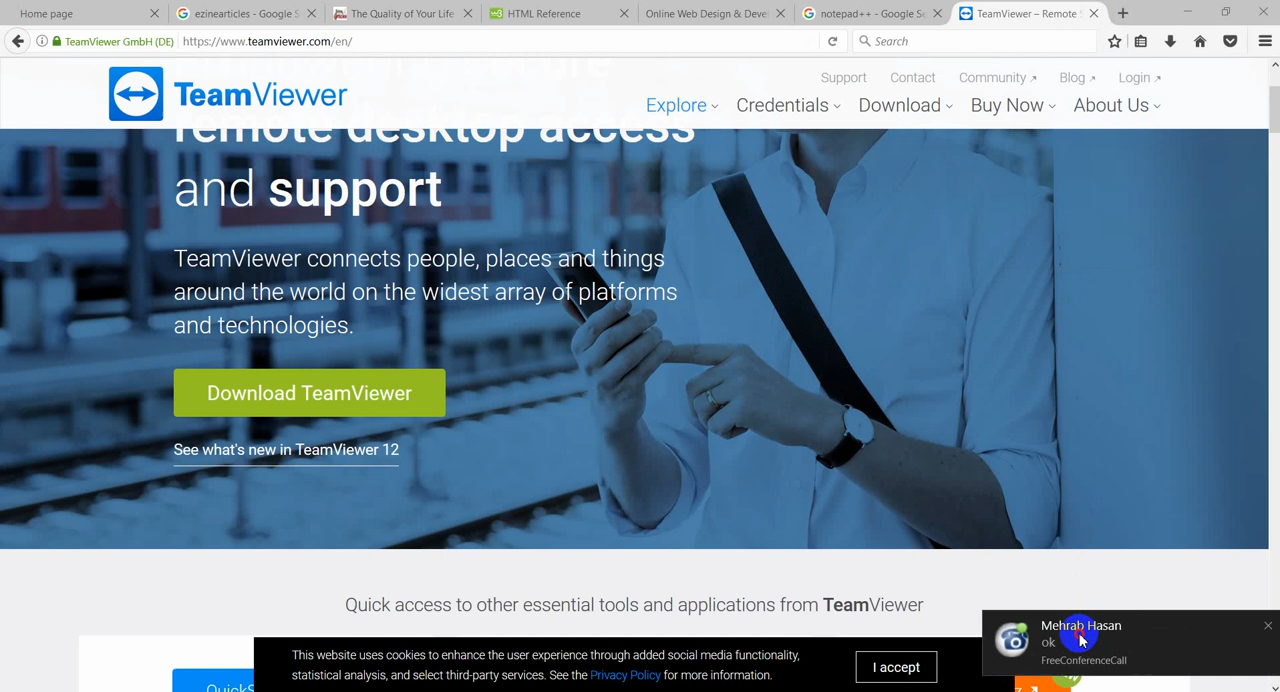 Home page
ezinearticles - Google S
The Quality of Your Life
HTML Reference
Online Web Design & Deve
notepad++ - Google Se
TeamViewer – Remote S
TeamViewer GmbH (DE)
https://www.teamviewer.com/en/
Search
TeamViewer
Support
Contact
Community
Blog
Login
Explore
Credentials
Download
Buy Now
About Us
remote desktop access
and support
TeamViewer connects people, places and things
around the world on the widest array of platforms
and technologies.
Download TeamViewer
See what's new in TeamViewer 12
Quick access to other essential tools and applications from TeamViewer
Mehrab Hasan
ok
FreeConferenceCall
This website uses cookies to enhance the user experience through added social media functionality,
statistical analysis, and select third-party services. See the Privacy Policy for more information.
I accept
QuickS